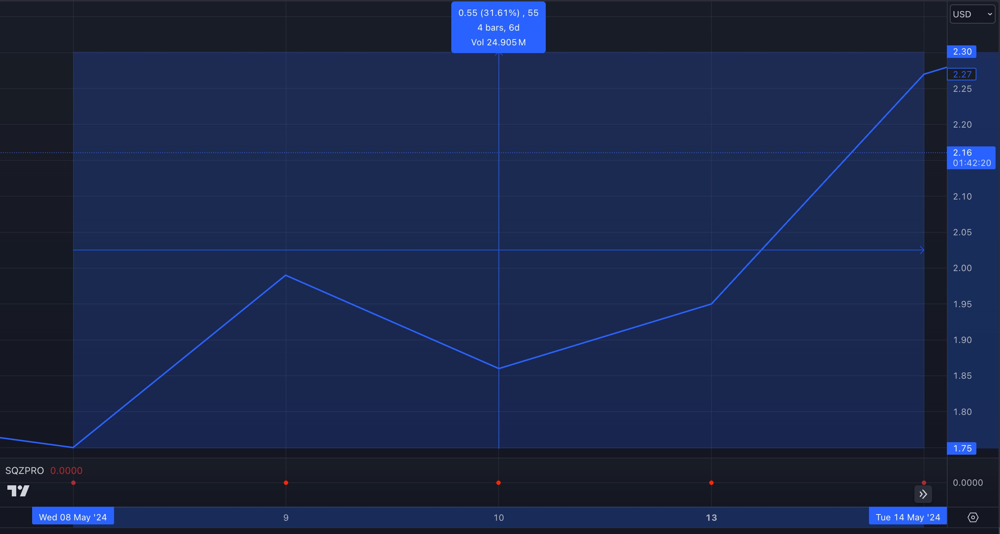 0.55 (31.61%) , 55
4 bars, 6d
Vol 24.905 M
USD
2.30
2.27
2.25
2.20
2.16
01:42:20
2.10
2.05
2.00
1.95
1.90
1.85
1.80
1.75
SQZPRO 0.0000
0.0000
Wed 08 May '24 9 10 13 Tue 14 May '24